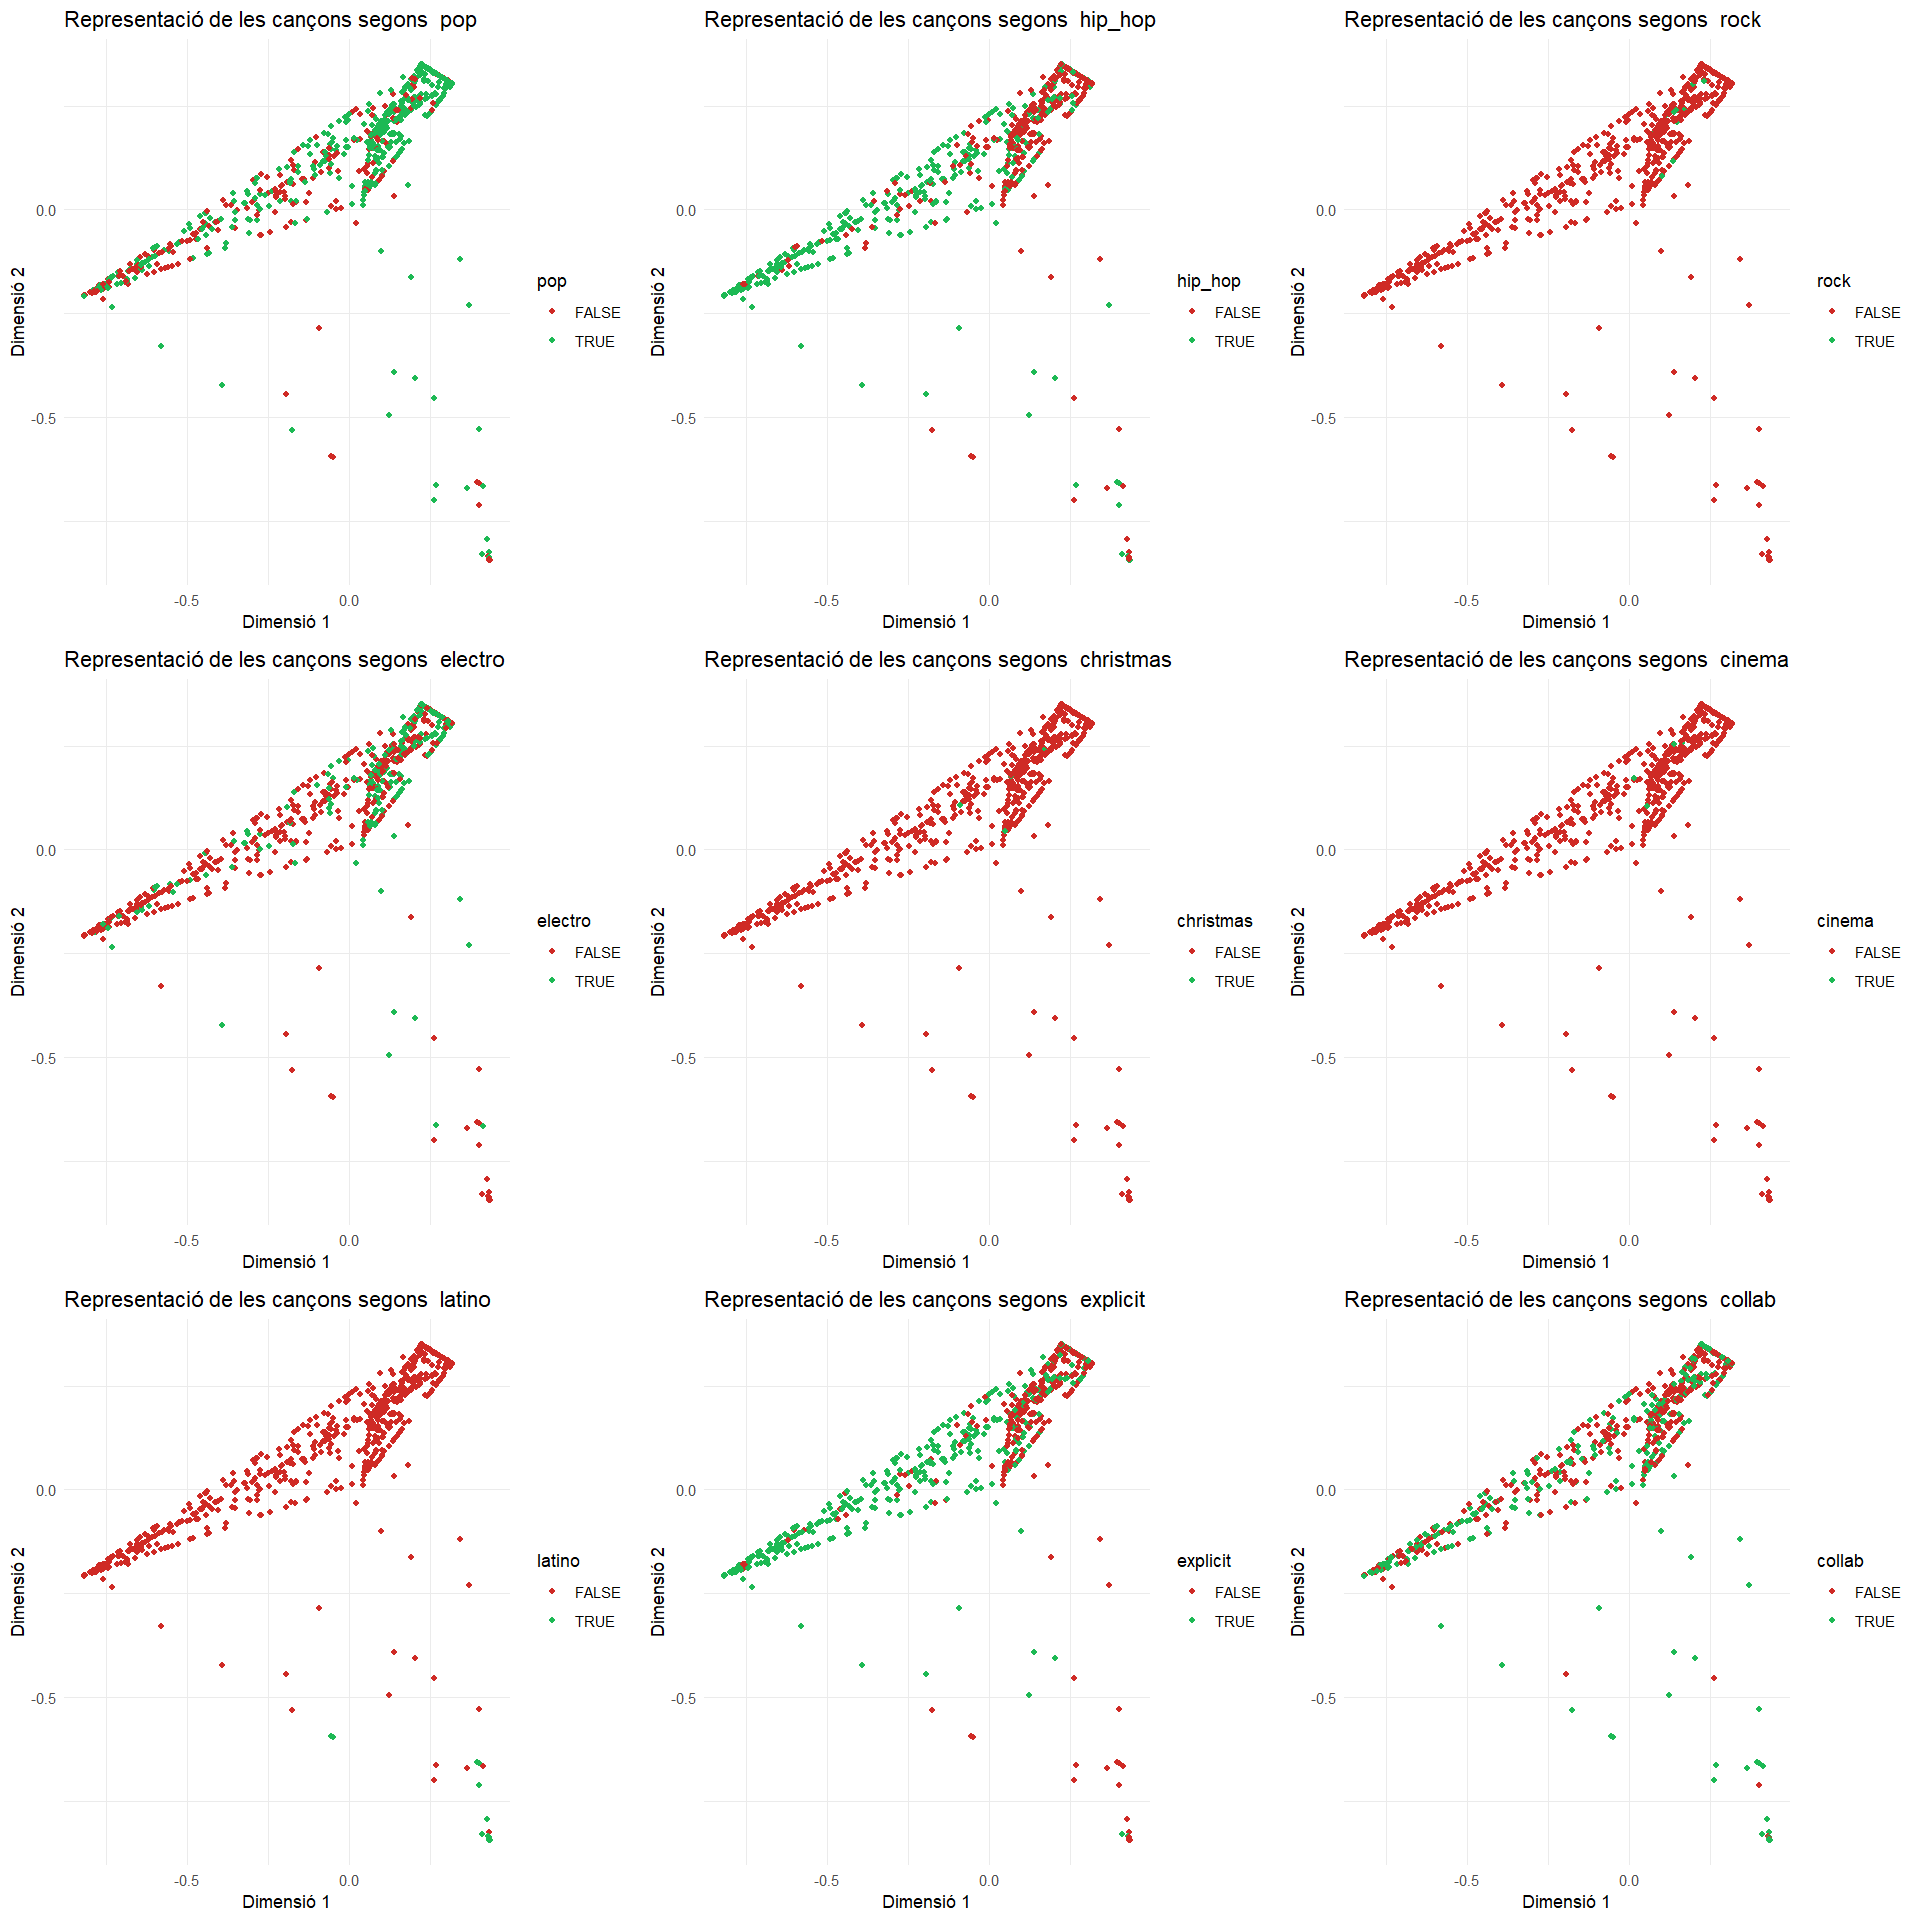 Representació de les cançons segons  pop
0.0
-0.5
Dimensió 2
-0.5
0.0
Dimensió 1
pop
FALSE
TRUE
Representació de les cançons segons  hip_hop
0.0
-0.5
Dimensió 2
-0.5
0.0
Dimensió 1
hip_hop
FALSE
TRUE
Representació de les cançons segons  rock
0.0
-0.5
Dimensió 2
-0.5
0.0
Dimensió 1
rock
FALSE
TRUE
Representació de les cançons segons  electro
0.0
-0.5
Dimensió 2
-0.5
0.0
Dimensió 1
electro
FALSE
TRUE
Representació de les cançons segons  christmas
0.0
-0.5
Dimensió 2
-0.5
0.0
Dimensió 1
christmas
FALSE
TRUE
Representació de les cançons segons  cinema
0.0
-0.5
Dimensió 2
-0.5
0.0
Dimensió 1
cinema
FALSE
TRUE
Representació de les cançons segons  latino
0.0
-0.5
Dimensió 2
-0.5
0.0
Dimensió 1
latino
FALSE
TRUE
Representació de les cançons segons  explicit
0.0
-0.5
Dimensió 2
-0.5
0.0
Dimensió 1
explicit
FALSE
TRUE
Representació de les cançons segons  collab
0.0
-0.5
Dimensió 2
-0.5
0.0
Dimensió 1
collab
FALSE
TRUE